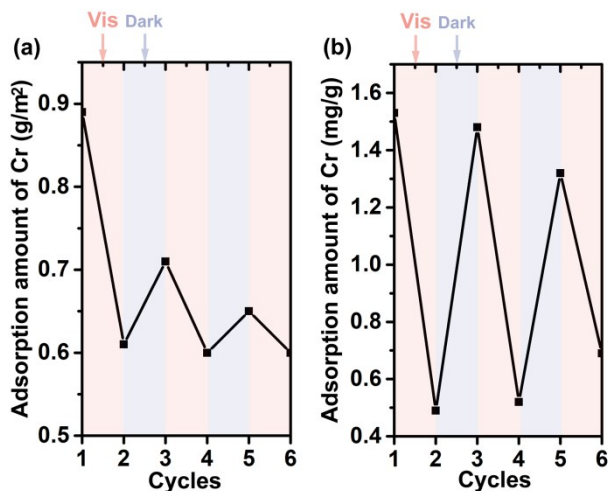 Vis Dark
Vis Dark
(a)
(b)
Adsorption amount of Cr (g/m²)
0.9
0.8
0.7
0.6
0.5
1 2 3 4 5 6
Cycles
Adsorption amount of Cr (mg/g)
1.6
1.4
1.2
1.0
0.8
0.6
0.4
1 2 3 4 5 6
Cycles